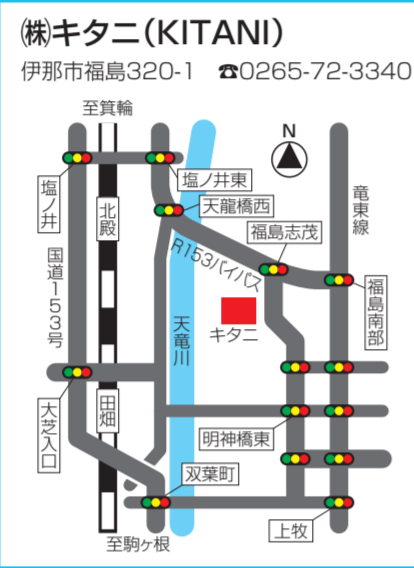 ㈱キタニ(KITANI)
伊那市福島320-1 ☎0265-72-3340
至箕輪
N
塩ノ井
塩ノ井東
北殿
天龍橋西
竜東線
福島志茂
R153バイパス
国道153号
福島南部
キタニ
天竜川
大芝入口
田畑
明神橋東
双葉町
上牧
至駒ヶ根